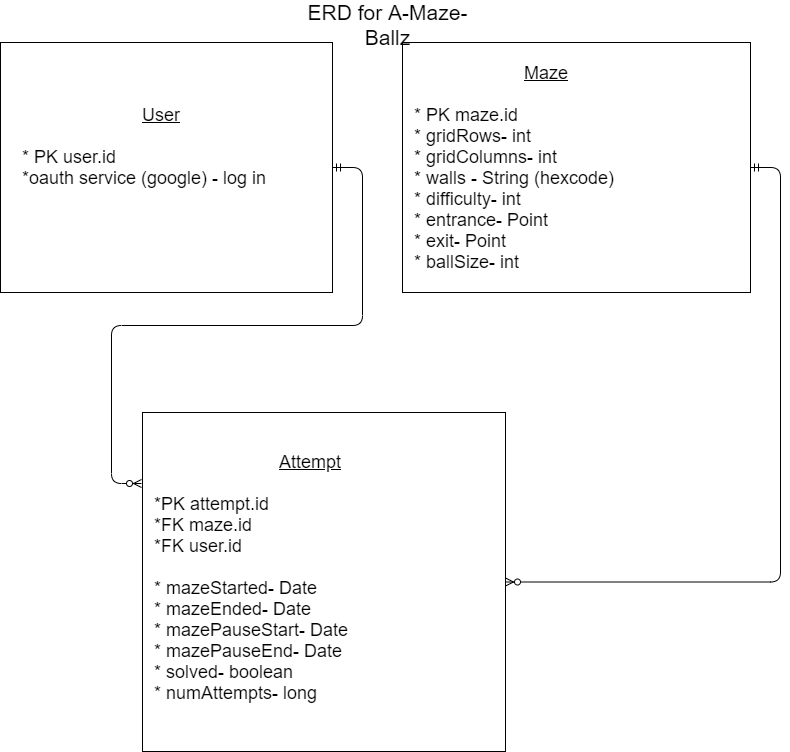 ERD for A-Maze-
Ballz
User
* PK user.id
*oauth service (google) - log in
Maze
* PK maze.id
* gridRows- int
* gridColumns- int
* walls - String (hexcode)
* difficulty- int
* entrance- Point
* exit- Point
* ballSize- int
Attempt
*PK attempt.id
*FK maze.id
*FK user.id
* mazeStarted- Date
* mazeEnded- Date
* mazePauseStart- Date
* mazePauseEnd- Date
* solved- boolean
* numAttempts- long